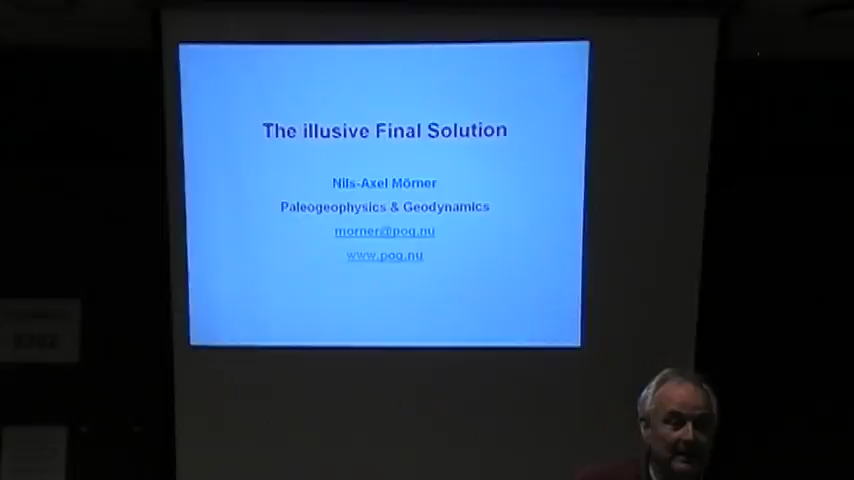 The illusive Final Solution
Nils-Axel Mörner
Paleogeophysics & Geodynamics
morner@pog.nu
www.pog.nu